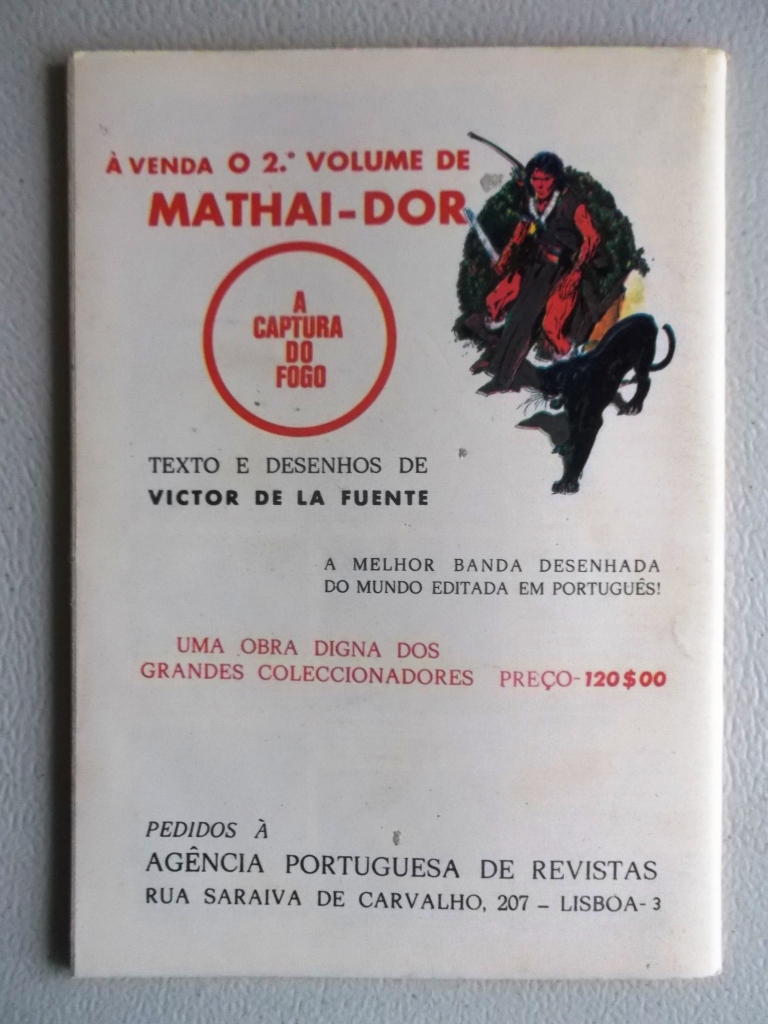 À VENDA O 2.º VOLUME DE
MATHAI-DOR
A
CAPTURA
DO
FOGO
TEXTO E DESENHOS DE
VICTOR DE LA FUENTE
A MELHOR BANDA DESENHADA
DO MUNDO EDITADA EM PORTUGUÊS!
UMA OBRA DIGNA DOS
GRANDES COLECCIONADORES PREÇO-120$00
PEDIDOS À
AGÊNCIA PORTUGUESA DE REVISTAS
RUA SARAIVA DE CARVALHO, 207 – LISBOA-3